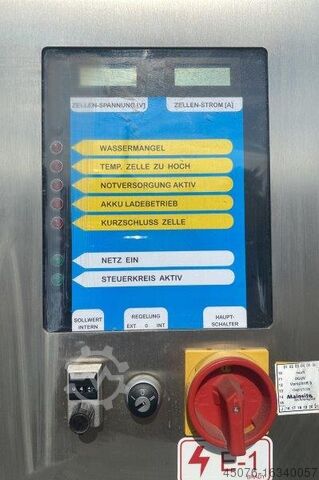 ZELLEN-SPANNUNG [V] ZELLEN-STROM [A]
WASSERMANGEL
TEMP. ZELLE ZU HOCH
NOTVERSORGUNG AKTIV
AKKU LADEBETRIEB
KURZSCHLUSS ZELLE
NETZ EIN
STEUERKREIS AKTIV
SOLLWERT REGELUNG HAUPT-
INTERN EXT 0 INT SCHALTER
E-1
45076-16340057